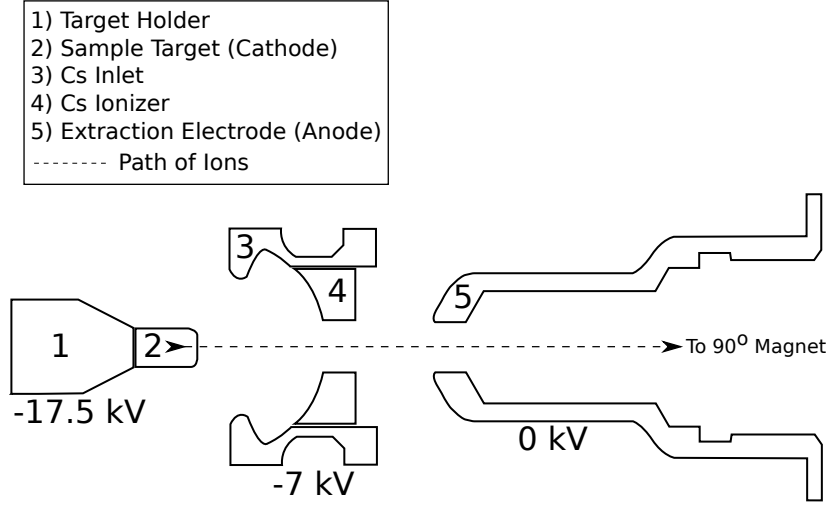 1) Target Holder
2) Sample Target (Cathode)
3) Cs Inlet
4) Cs Ionizer
5) Extraction Electrode (Anode)
Path of Ions
3
4
5
1
2
To 90º Magnet
-17.5 kV
0 kV
-7 kV